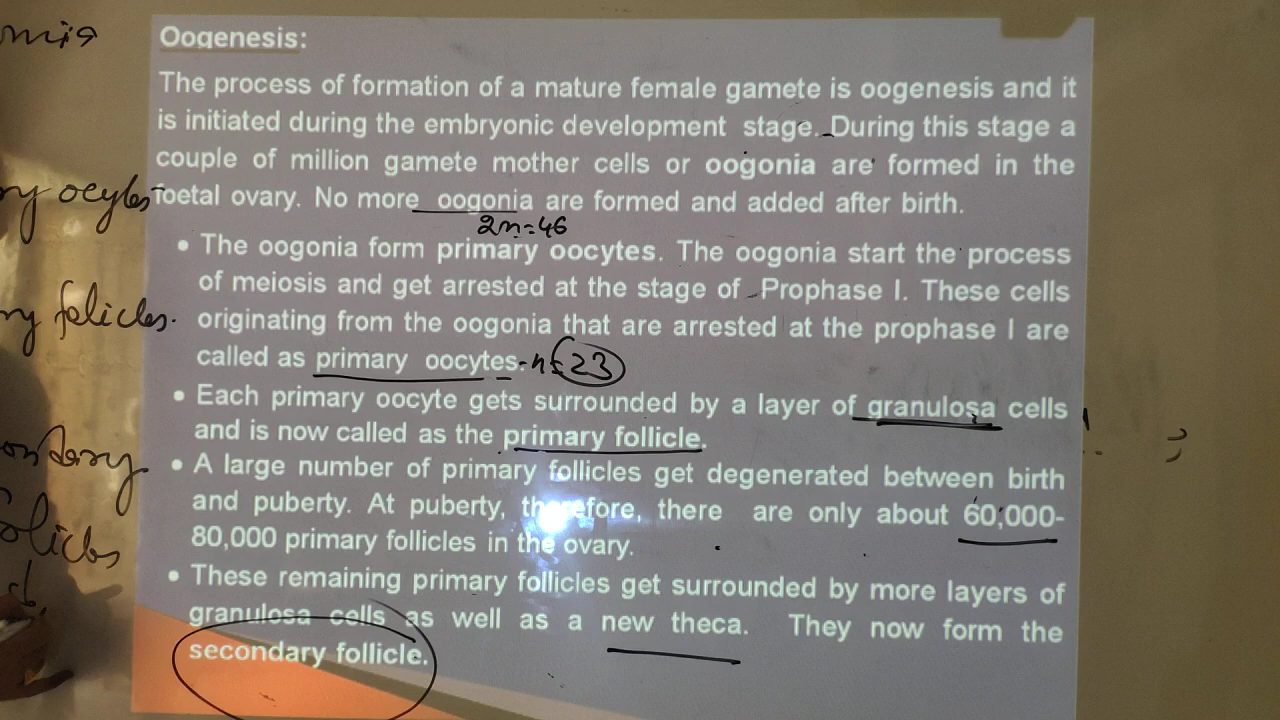 mia
Oogenesis:
The process of formation of a mature female gamete is oogenesis and it
is initiated during the embryonic development stage. During this stage a
couple of million gamete mother cells or oogonia are formed in the
ry ocytes foetal ovary. No more oogonia are formed and added after birth.
2n=46
• The oogonia form primary oocytes. The oogonia start the process
of meiosis and get arrested at the stage of Prophase I. These cells
ry folicles. originating from the oogonia that are arrested at the prophase I are
called as primary oocytes. n=23
• Each primary oocyte gets surrounded by a layer of granulosa cells
and is now called as the primary follicle.
ondary
• A large number of primary follicles get degenerated between birth
and puberty. At puberty, therefore, there are only about 60,000-
olicles 80,000 primary follicles in the ovary.
• These remaining primary follicles get surrounded by more layers of
granulosa cells as well as a new theca. They now form the
secondary follicle.